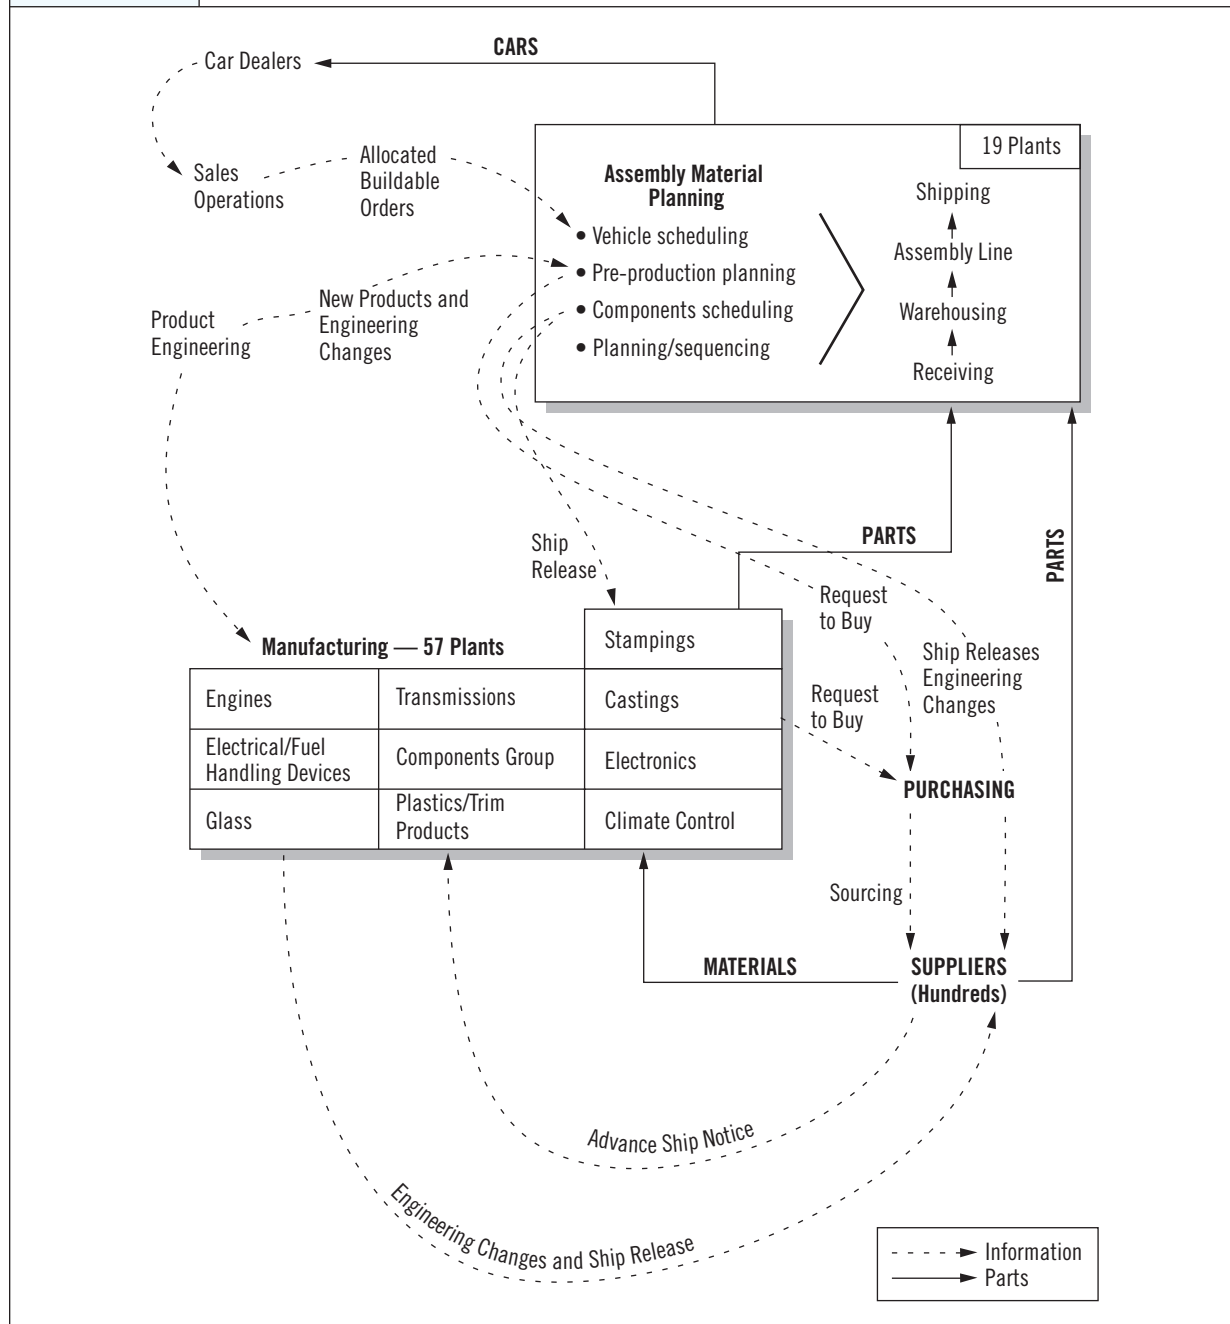 CARS
Car Dealers
19 Plants
Sales
Operations
Allocated
Buildable
Orders
Assembly Material
Planning
• Vehicle scheduling
• Pre-production planning
• Components scheduling
• Planning/sequencing
Shipping
Assembly Line
Warehousing
Receiving
Product
Engineering
New Products and
Engineering
Changes
Ship
Release
PARTS
PARTS
Request
to Buy
Ship Releases
Engineering
Changes
Manufacturing — 57 Plants
Stampings
Engines
Transmissions
Castings
Electrical/Fuel
Handling Devices
Components Group
Electronics
Glass
Plastics/Trim
Products
Climate Control
Request
to Buy
PURCHASING
Sourcing
MATERIALS
SUPPLIERS
(Hundreds)
Advance Ship Notice
Engineering Changes and Ship Release
Information
Parts